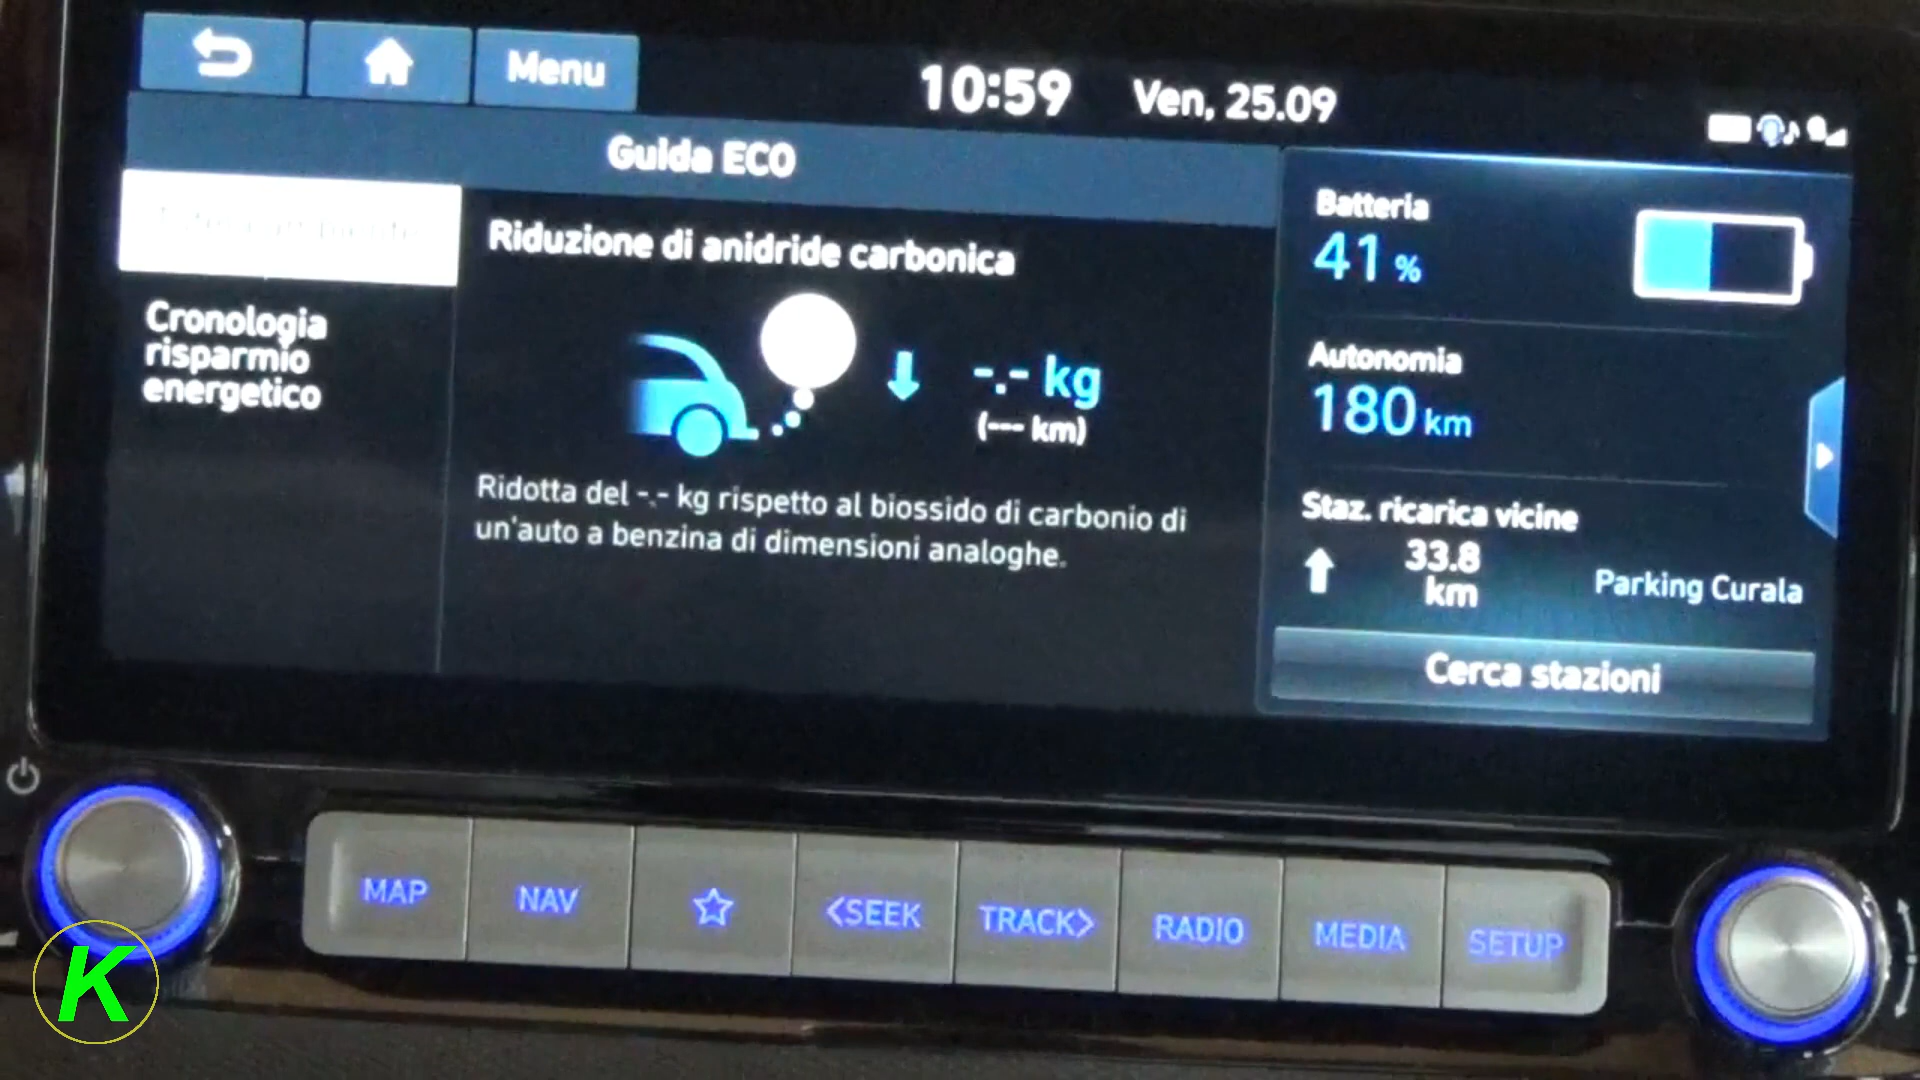 Menu
10:59
Ven, 25.09
Guida ECO
Riduzione di anidride carbonica
Cronologia
risparmio
energetico
-.- kg
(--- km)
Ridotta del -.- kg rispetto al biossido di carbonio di
un'auto a benzina di dimensioni analoghe.
Batteria
41 %
Autonomia
180 km
Staz. ricarica vicine
33.8
km
Parking Curala
Cerca stazioni
MAP
NAV
<SEEK
TRACK>
RADIO
MEDIA
SETUP
K